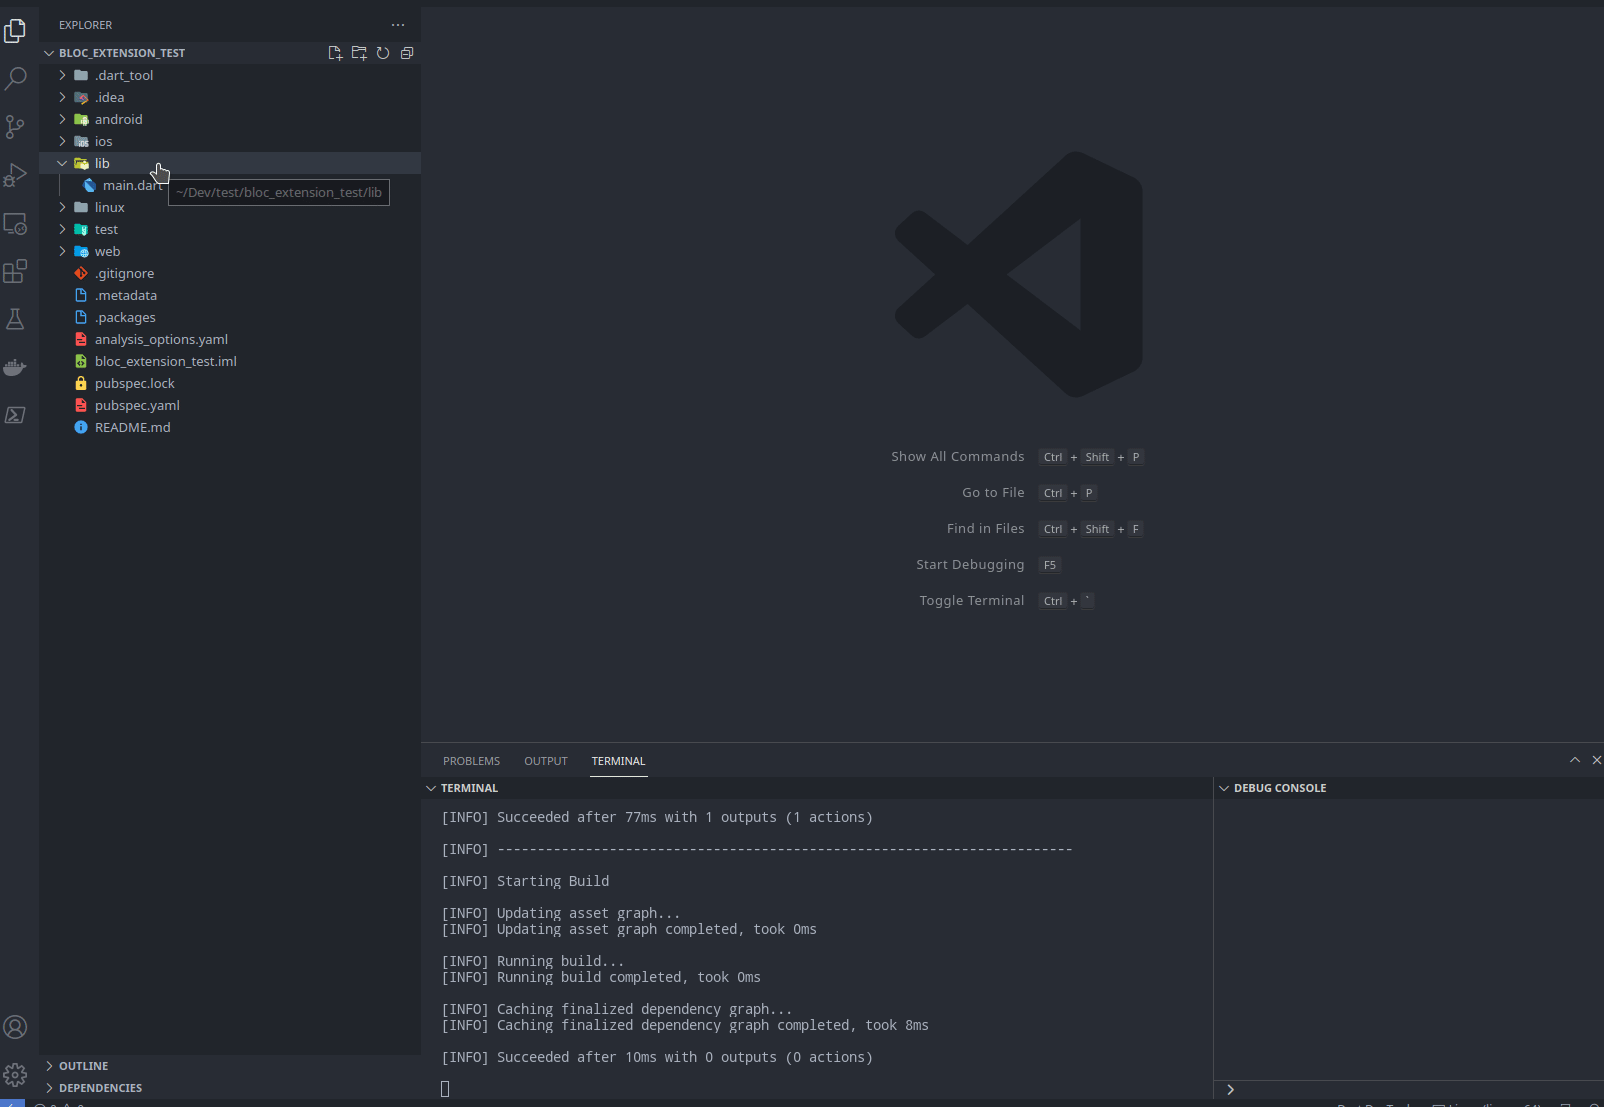 EXPLORER
BLOC_EXTENSION_TEST
.dart_tool
.idea
android
ios
lib
main.dart
~/Dev/test/bloc_extension_test/lib
linux
test
web
.gitignore
.metadata
.packages
analysis_options.yaml
bloc_extension_test.iml
pubspec.lock
pubspec.yaml
README.md
OUTLINE
DEPENDENCIES
Show All Commands Ctrl + Shift + P
Go to File Ctrl + P
Find in Files Ctrl + Shift + F
Start Debugging F5
Toggle Terminal Ctrl + `
PROBLEMS OUTPUT TERMINAL
TERMINAL
[INFO] Succeeded after 77ms with 1 outputs (1 actions)
[INFO] ------------------------------------------------------------------------
[INFO] Starting Build
[INFO] Updating asset graph...
[INFO] Updating asset graph completed, took 0ms
[INFO] Running build...
[INFO] Running build completed, took 0ms
[INFO] Caching finalized dependency graph...
[INFO] Caching finalized dependency graph completed, took 8ms
[INFO] Succeeded after 10ms with 0 outputs (0 actions)
DEBUG CONSOLE